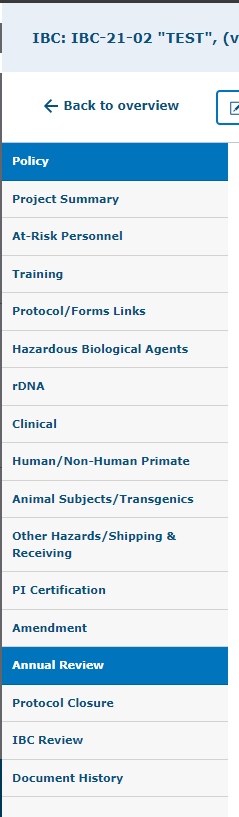 IBC: IBC-21-02 "TEST", (v
Back to overview
Policy
Project Summary
At-Risk Personnel
Training
Protocol/Forms Links
Hazardous Biological Agents
rDNA
Clinical
Human/Non-Human Primate
Animal Subjects/Transgenics
Other Hazards/Shipping &
Receiving
PI Certification
Amendment
Annual Review
Protocol Closure
IBC Review
Document History